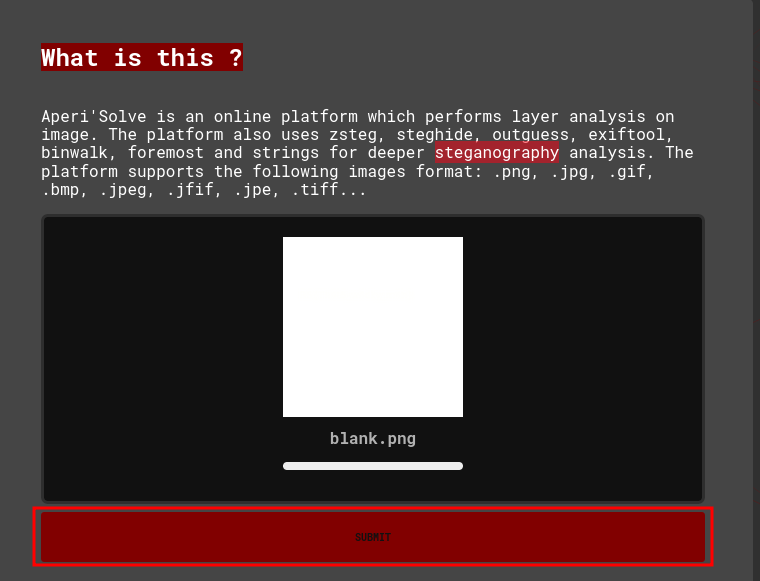 What is this ?
Aperi'Solve is an online platform which performs layer analysis on
image. The platform also uses zsteg, steghide, outguess, exiftool,
binwalk, foremost and strings for deeper steganography analysis. The
platform supports the following images format: .png, .jpg, .gif,
.bmp, .jpeg, .jfif, .jpe, .tiff...
blank.png
SUBMIT